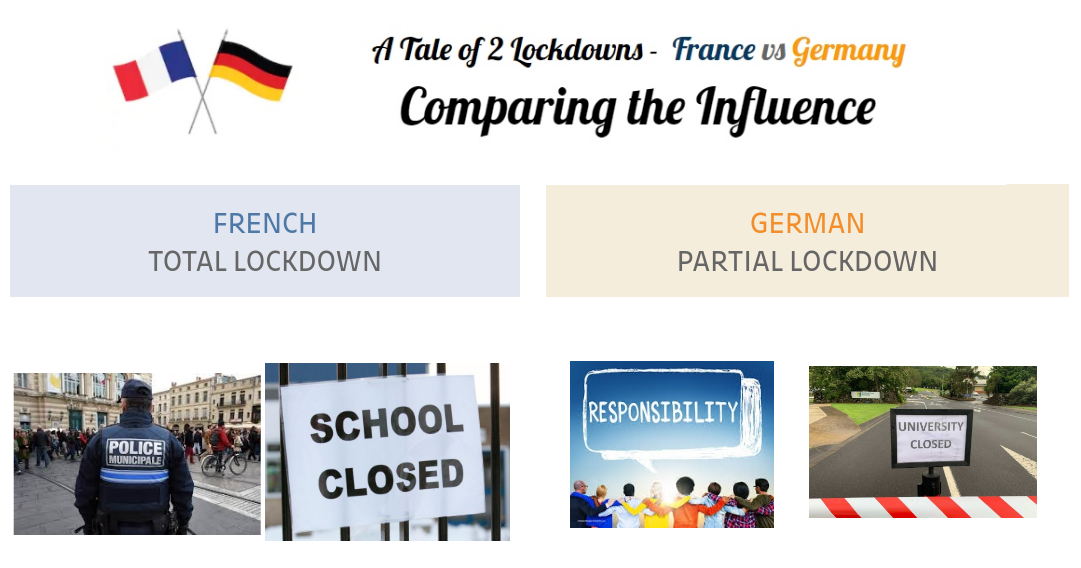 A Tale of 2 Lockdowns - France vs Germany
Comparing the Influence
FRENCH
TOTAL LOCKDOWN
GERMAN
PARTIAL LOCKDOWN
POLICE
MUNICIPALE
SCHOOL
CLOSED
RESPONSIBILITY
UNIVERSITY
CLOSED